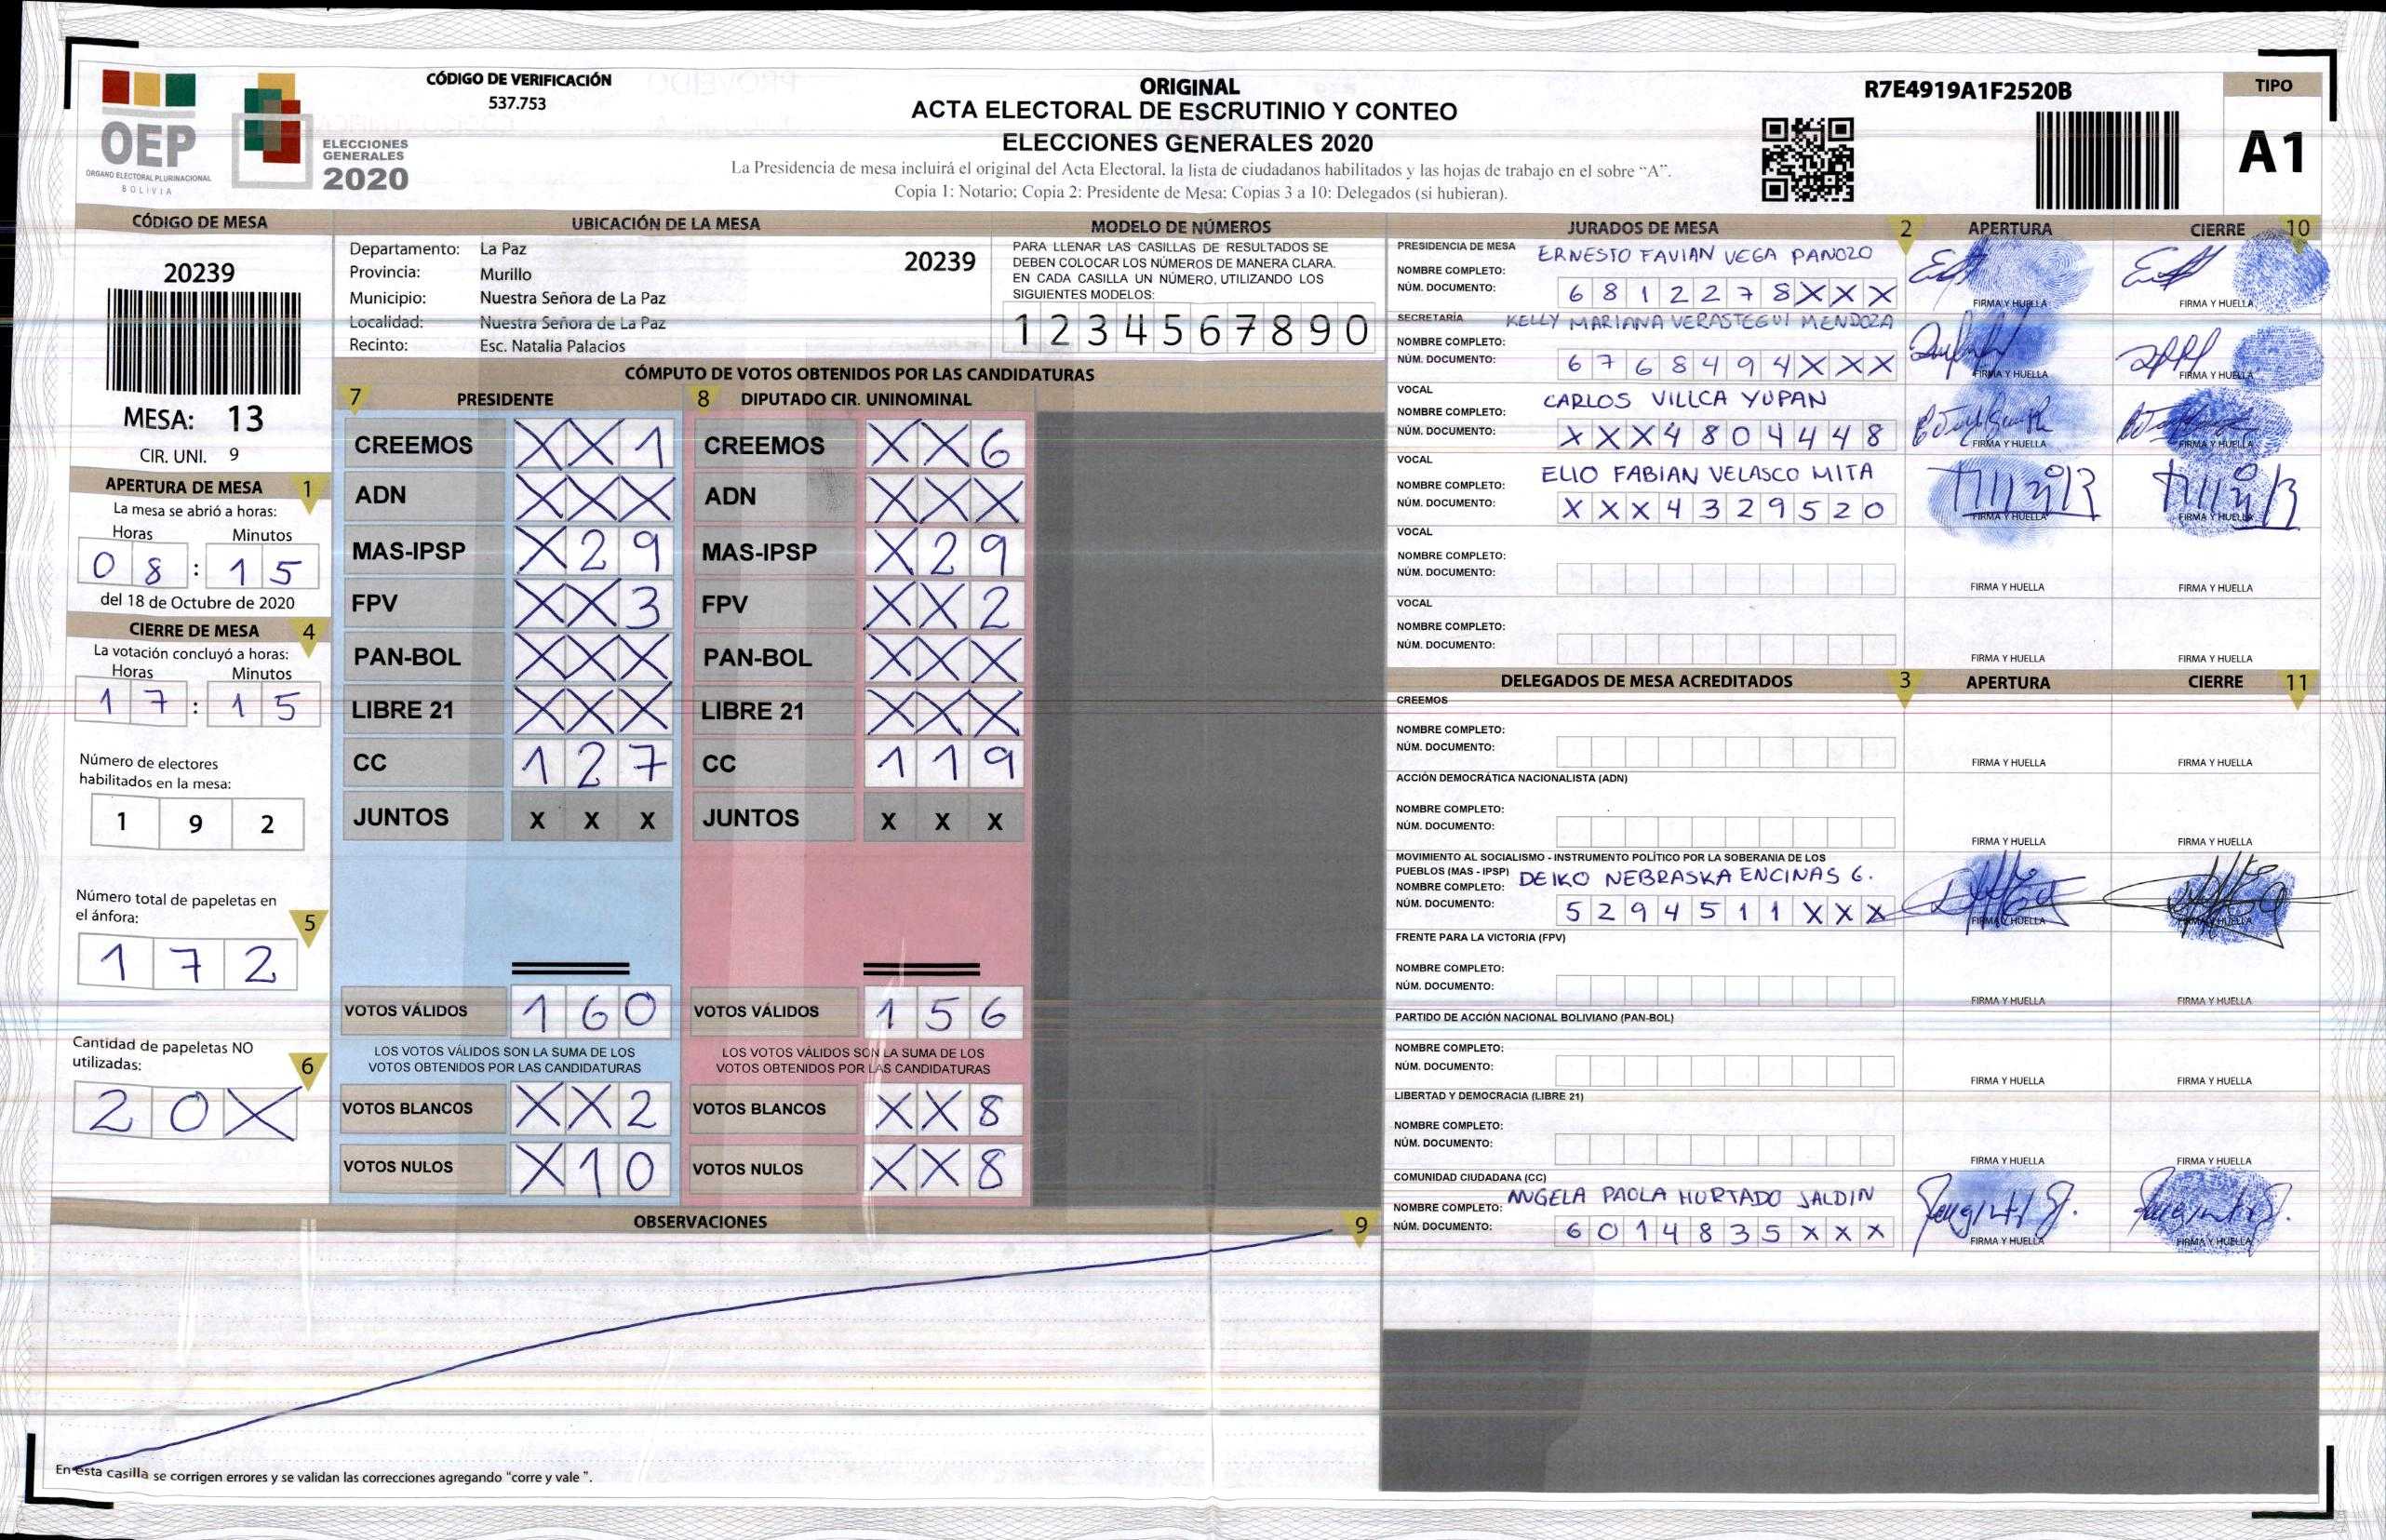 OEP
ÓRGANO ELECTORAL PLURINACIONAL
BOLIVIA
ELECCIONES
GENERALES
2020
CÓDIGO DE VERIFICACIÓN
537.753
ORIGINAL
ACTA ELECTORAL DE ESCRUTINIO Y CONTEO
ELECCIONES GENERALES 2020
La Presidencia de mesa incluirá el original del Acta Electoral, la lista de ciudadanos habilitados y las hojas de trabajo en el sobre “A”.
Copia 1: Notario; Copia 2: Presidente de Mesa; Copias 3 a 10: Delegados (si hubieran).
R7E4919A1F2520B
TIPO
A1
CÓDIGO DE MESA
20239
MESA: 13
CIR. UNI. 9
APERTURA DE MESA 1
La mesa se abrió a horas:
Horas Minutos
0 8 : 1 5
del 18 de Octubre de 2020
CIERRE DE MESA 4
La votación concluyó a horas:
Horas Minutos
1 7 : 1 5
Número de electores
habilitados en la mesa:
1 9 2
Número total de papeletas en
el ánfora: 5
1 7 2
Cantidad de papeletas NO
utilizadas: 6
2 0 X
UBICACIÓN DE LA MESA
Departamento: La Paz
20239
Provincia: Murillo
Municipio: Nuestra Señora de La Paz
Localidad: Nuestra Señora de La Paz
Recinto: Esc. Natalia Palacios
MODELO DE NÚMEROS
PARA LLENAR LAS CASILLAS DE RESULTADOS SE
DEBEN COLOCAR LOS NÚMEROS DE MANERA CLARA.
EN CADA CASILLA UN NÚMERO, UTILIZANDO LOS
SIGUIENTES MODELOS:
1 2 3 4 5 6 7 8 9 0
CÓMPUTO DE VOTOS OBTENIDOS POR LAS CANDIDATURAS
7 PRESIDENTE 8 DIPUTADO CIR. UNINOMINAL
CREEMOS X X 1 CREEMOS X X 6
ADN X X X ADN X X X
MAS-IPSP X 2 9 MAS-IPSP X 2 9
FPV X X 3 FPV X X 2
PAN-BOL X X X PAN-BOL X X X
LIBRE 21 X X X LIBRE 21 X X X
CC 1 2 7 CC 1 1 9
JUNTOS X X X JUNTOS X X X
VOTOS VÁLIDOS 1 6 0 VOTOS VÁLIDOS 1 5 6
LOS VOTOS VÁLIDOS SON LA SUMA DE LOS LOS VOTOS VÁLIDOS SON LA SUMA DE LOS
VOTOS OBTENIDOS POR LAS CANDIDATURAS VOTOS OBTENIDOS POR LAS CANDIDATURAS
VOTOS BLANCOS X X 2 VOTOS BLANCOS X X 8
VOTOS NULOS X 1 0 VOTOS NULOS X X 8
OBSERVACIONES 9
En esta casilla se corrigen errores y se validan las correcciones agregando “corre y vale ”.
JURADOS DE MESA 2 APERTURA CIERRE 10
PRESIDENCIA DE MESA ERNESTO FAVIAN VEGA PANOZO
NOMBRE COMPLETO:
NÚM. DOCUMENTO: 6 8 1 2 2 7 8 X X X
FIRMA Y HUELLA FIRMA Y HUELLA
SECRETARÍA KELLY MARIANA VERASTEGUI MENDOZA
NOMBRE COMPLETO:
NÚM. DOCUMENTO: 6 7 6 8 4 9 4 X X X
FIRMA Y HUELLA FIRMA Y HUELLA
VOCAL CARLOS VILLCA YUPAN
NOMBRE COMPLETO:
NÚM. DOCUMENTO: X X X 4 8 0 4 4 4 8
FIRMA Y HUELLA FIRMA Y HUELLA
VOCAL ELIO FABIAN VELASCO MITA
NOMBRE COMPLETO:
NÚM. DOCUMENTO: X X X 4 3 2 9 5 2 0
FIRMA Y HUELLA FIRMA Y HUELLA
VOCAL
NOMBRE COMPLETO:
NÚM. DOCUMENTO:
FIRMA Y HUELLA FIRMA Y HUELLA
VOCAL
NOMBRE COMPLETO:
NÚM. DOCUMENTO:
FIRMA Y HUELLA FIRMA Y HUELLA
DELEGADOS DE MESA ACREDITADOS 3 APERTURA CIERRE 11
CREEMOS
NOMBRE COMPLETO:
NÚM. DOCUMENTO:
FIRMA Y HUELLA FIRMA Y HUELLA
ACCIÓN DEMOCRÁTICA NACIONALISTA (ADN)
NOMBRE COMPLETO:
NÚM. DOCUMENTO:
FIRMA Y HUELLA FIRMA Y HUELLA
MOVIMIENTO AL SOCIALISMO - INSTRUMENTO POLÍTICO POR LA SOBERANIA DE LOS
PUEBLOS (MAS - IPSP) DEIKO NEBRASKA ENCINAS G.
NOMBRE COMPLETO:
NÚM. DOCUMENTO: 5 2 9 4 5 1 1 X X X
FIRMA Y HUELLA FIRMA Y HUELLA
FRENTE PARA LA VICTORIA (FPV)
NOMBRE COMPLETO:
NÚM. DOCUMENTO:
FIRMA Y HUELLA FIRMA Y HUELLA
PARTIDO DE ACCIÓN NACIONAL BOLIVIANO (PAN-BOL)
NOMBRE COMPLETO:
NÚM. DOCUMENTO:
FIRMA Y HUELLA FIRMA Y HUELLA
LIBERTAD Y DEMOCRACIA (LIBRE 21)
NOMBRE COMPLETO:
NÚM. DOCUMENTO:
FIRMA Y HUELLA FIRMA Y HUELLA
COMUNIDAD CIUDADANA (CC)
NOMBRE COMPLETO: ANGELA PAOLA HURTADO JALDIN
NÚM. DOCUMENTO: 6 0 1 4 8 3 5 X X X
FIRMA Y HUELLA FIRMA Y HUELLA